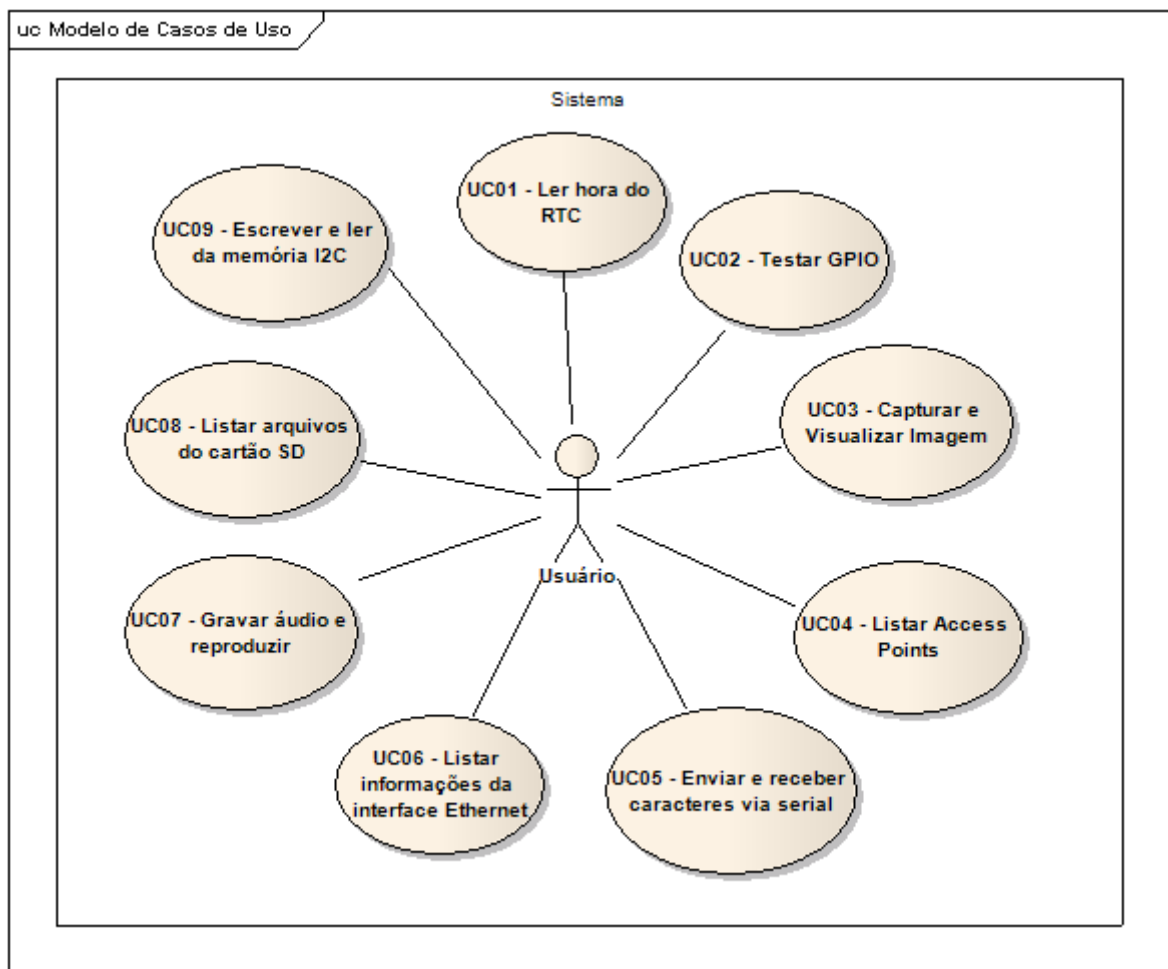 uc Modelo de Casos de Uso
Sistema
UC01 - Ler hora do
RTC
UC02 - Testar GPIO
UC03 - Capturar e
Visualizar Imagem
UC04 - Listar Access
Points
UC05 - Enviar e receber
caracteres via serial
UC06 - Listar
informações da
interface Ethernet
UC07 - Gravar áudio e
reproduzir
UC08 - Listar arquivos
do cartão SD
UC09 - Escrever e ler
da memória I2C
Usuário